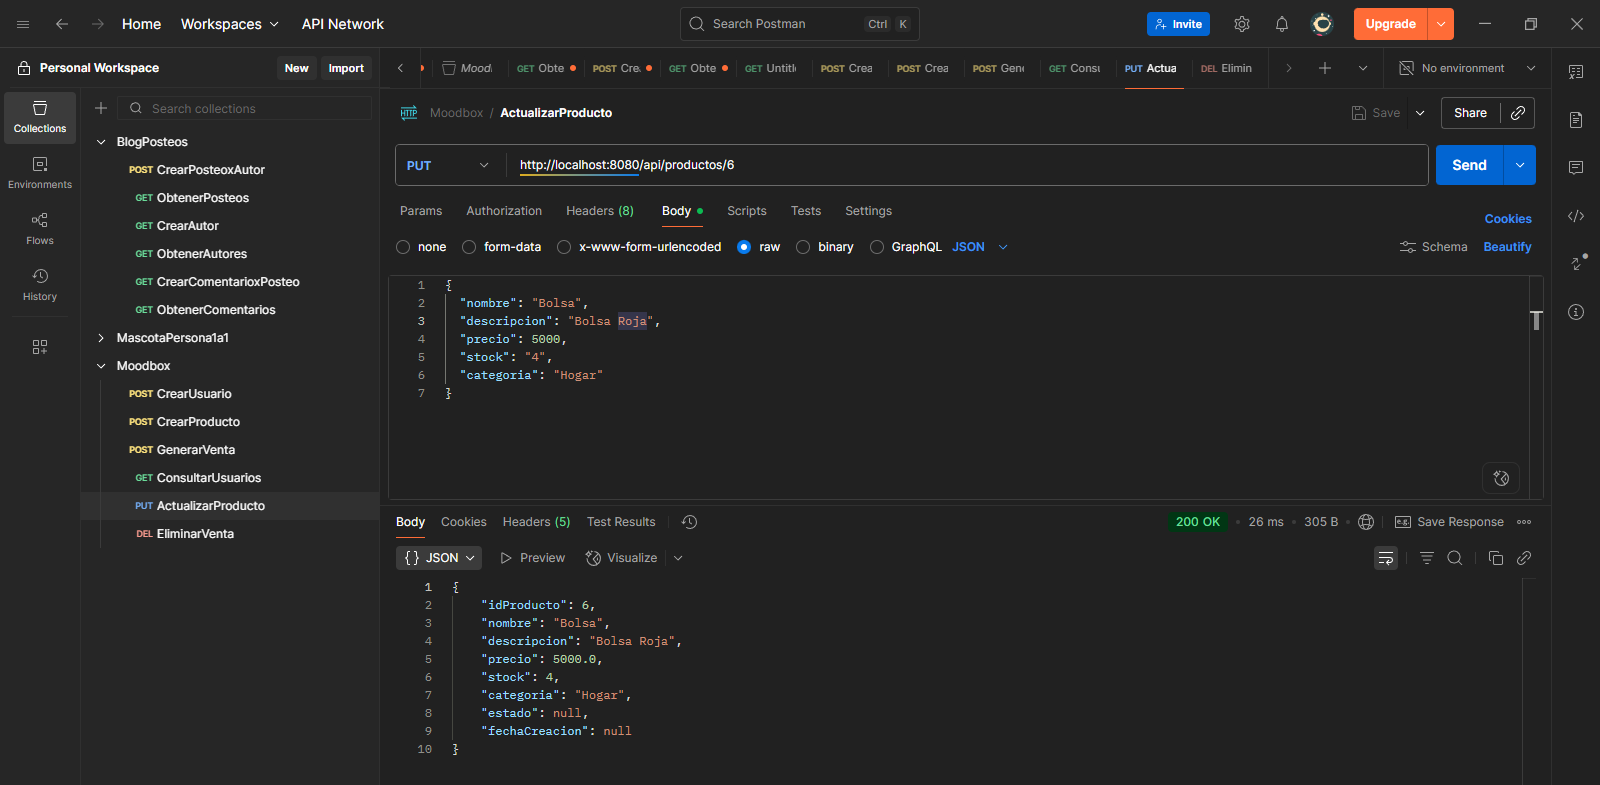 Home Workspaces API Network Search Postman Ctrl K Invite Upgrade
Personal Workspace New Import
Mood GET Obte POST Cre GET Obte GET Untitl POST Crea POST Crea POST Gen GET Consu PUT Actua DEL Elimin No environment
Collections
Environments
Flows
History
Search collections
BlogPosteos
POST CrearPosteoxAutor
GET ObtenerPosteos
GET CrearAutor
GET ObtenerAutores
GET CrearComentarioxPosteo
GET ObtenerComentarios
MascotaPersona1a1
Moodbox
POST CrearUsuario
POST CrearProducto
POST GenerarVenta
GET ConsultarUsuarios
PUT ActualizarProducto
DEL EliminarVenta
HTTP Moodbox / ActualizarProducto Save Share
PUT http://localhost:8080/api/productos/6 Send
Params Authorization Headers (8) Body Scripts Tests Settings Cookies
none form-data x-www-form-urlencoded raw binary GraphQL JSON Schema Beautify
1 {
2 "nombre": "Bolsa",
3 "descripcion": "Bolsa Roja",
4 "precio": 5000,
5 "stock": "4",
6 "categoria": "Hogar"
7 }
Body Cookies Headers (5) Test Results 200 OK • 26 ms • 305 B • e.g. Save Response
{} JSON Preview Visualize
1 {
2 "idProducto": 6,
3 "nombre": "Bolsa",
4 "descripcion": "Bolsa Roja",
5 "precio": 5000.0,
6 "stock": 4,
7 "categoria": "Hogar",
8 "estado": null,
9 "fechaCreacion": null
10 }